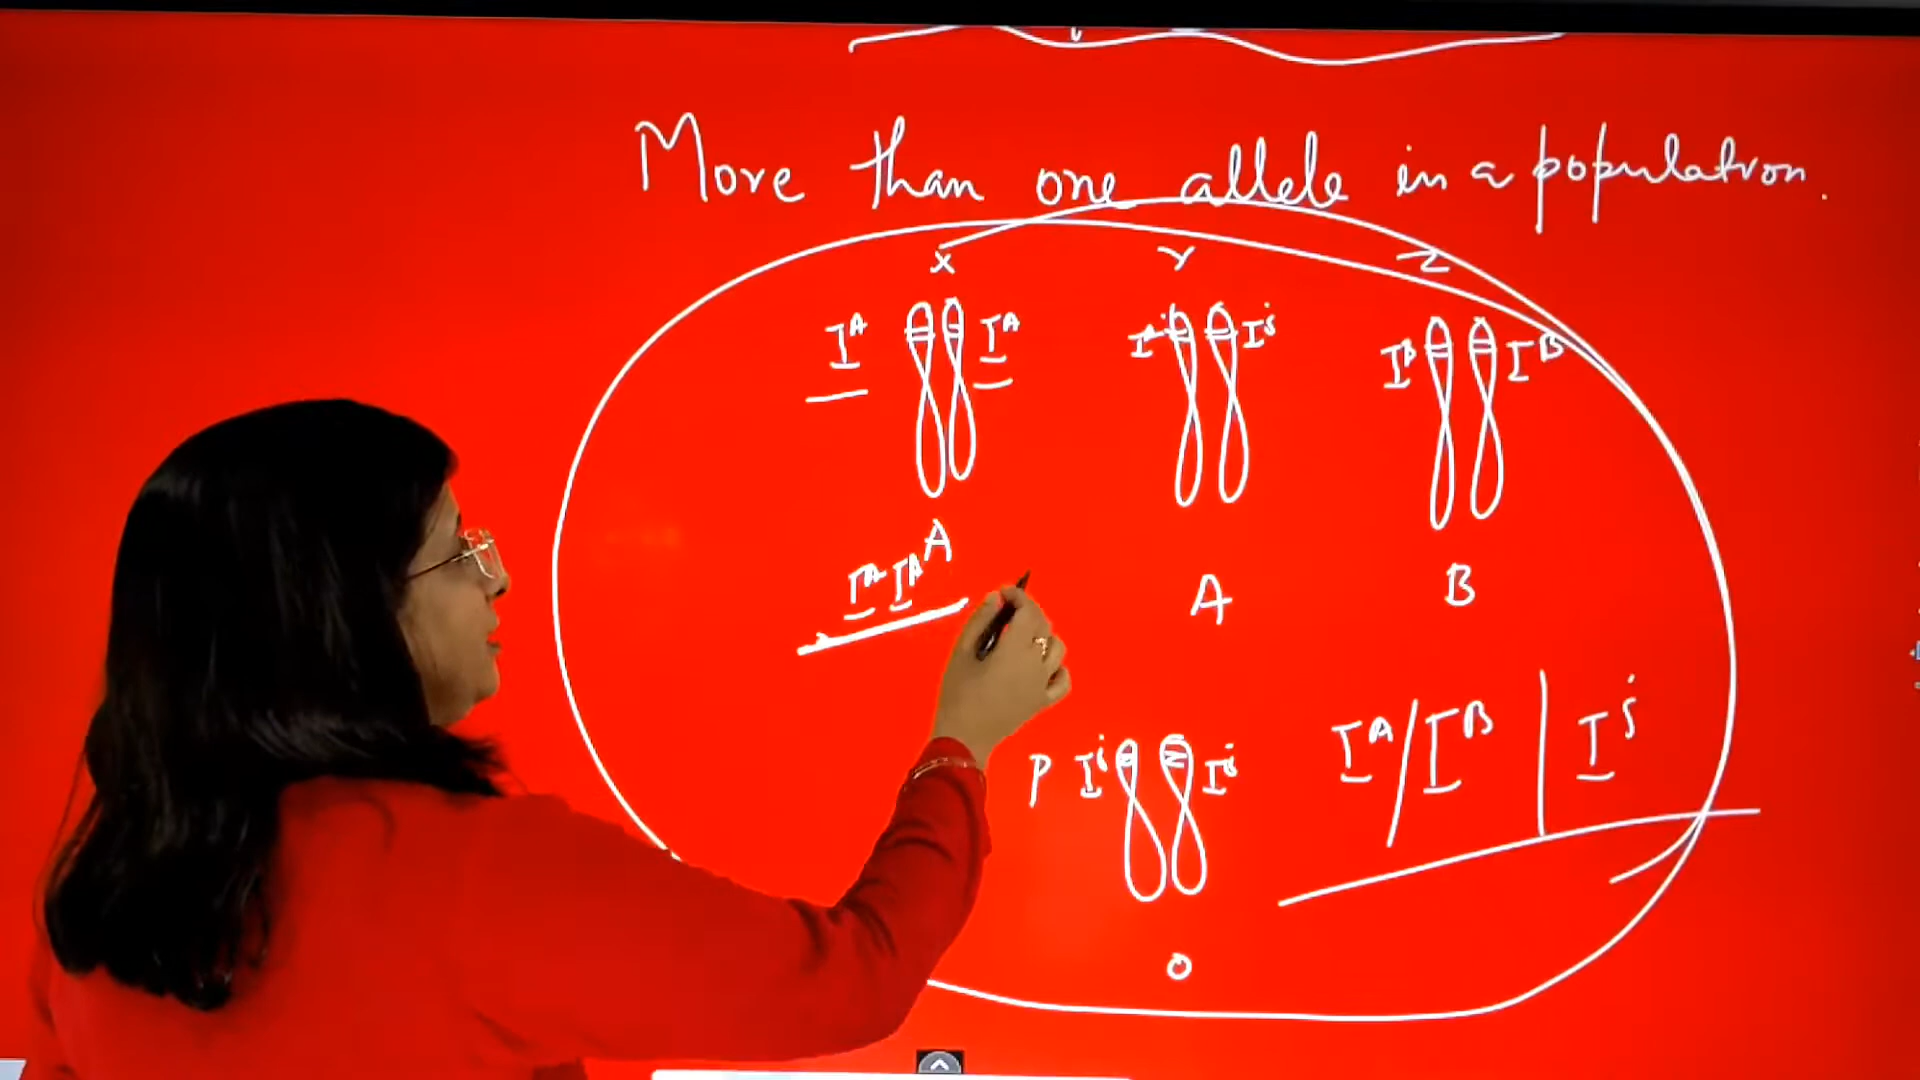 More than one allele in a population.
X Y Z
I^A I^A I^i I^B I^B
A
I^A I^A
A B
P I^i I^i I^A/I^B | I^i
O